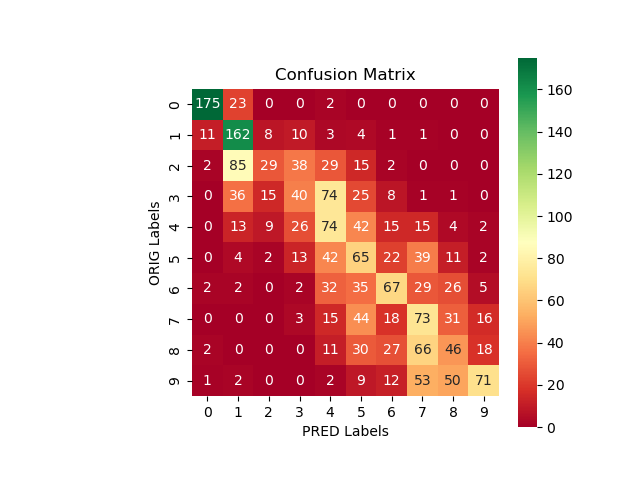 Confusion Matrix
ORIG Labels
0 175 23 0 0 2 0 0 0 0 0
1 11 162 8 10 3 4 1 1 0 0
2 2 85 29 38 29 15 2 0 0 0
3 0 36 15 40 74 25 8 1 1 0
4 0 13 9 26 74 42 15 15 4 2
5 0 4 2 13 42 65 22 39 11 2
6 2 2 0 2 32 35 67 29 26 5
7 0 0 0 3 15 44 18 73 31 16
8 2 0 0 0 11 30 27 66 46 18
9 1 2 0 0 2 9 12 53 50 71
0 1 2 3 4 5 6 7 8 9
PRED Labels
160
140
120
100
80
60
40
20
0